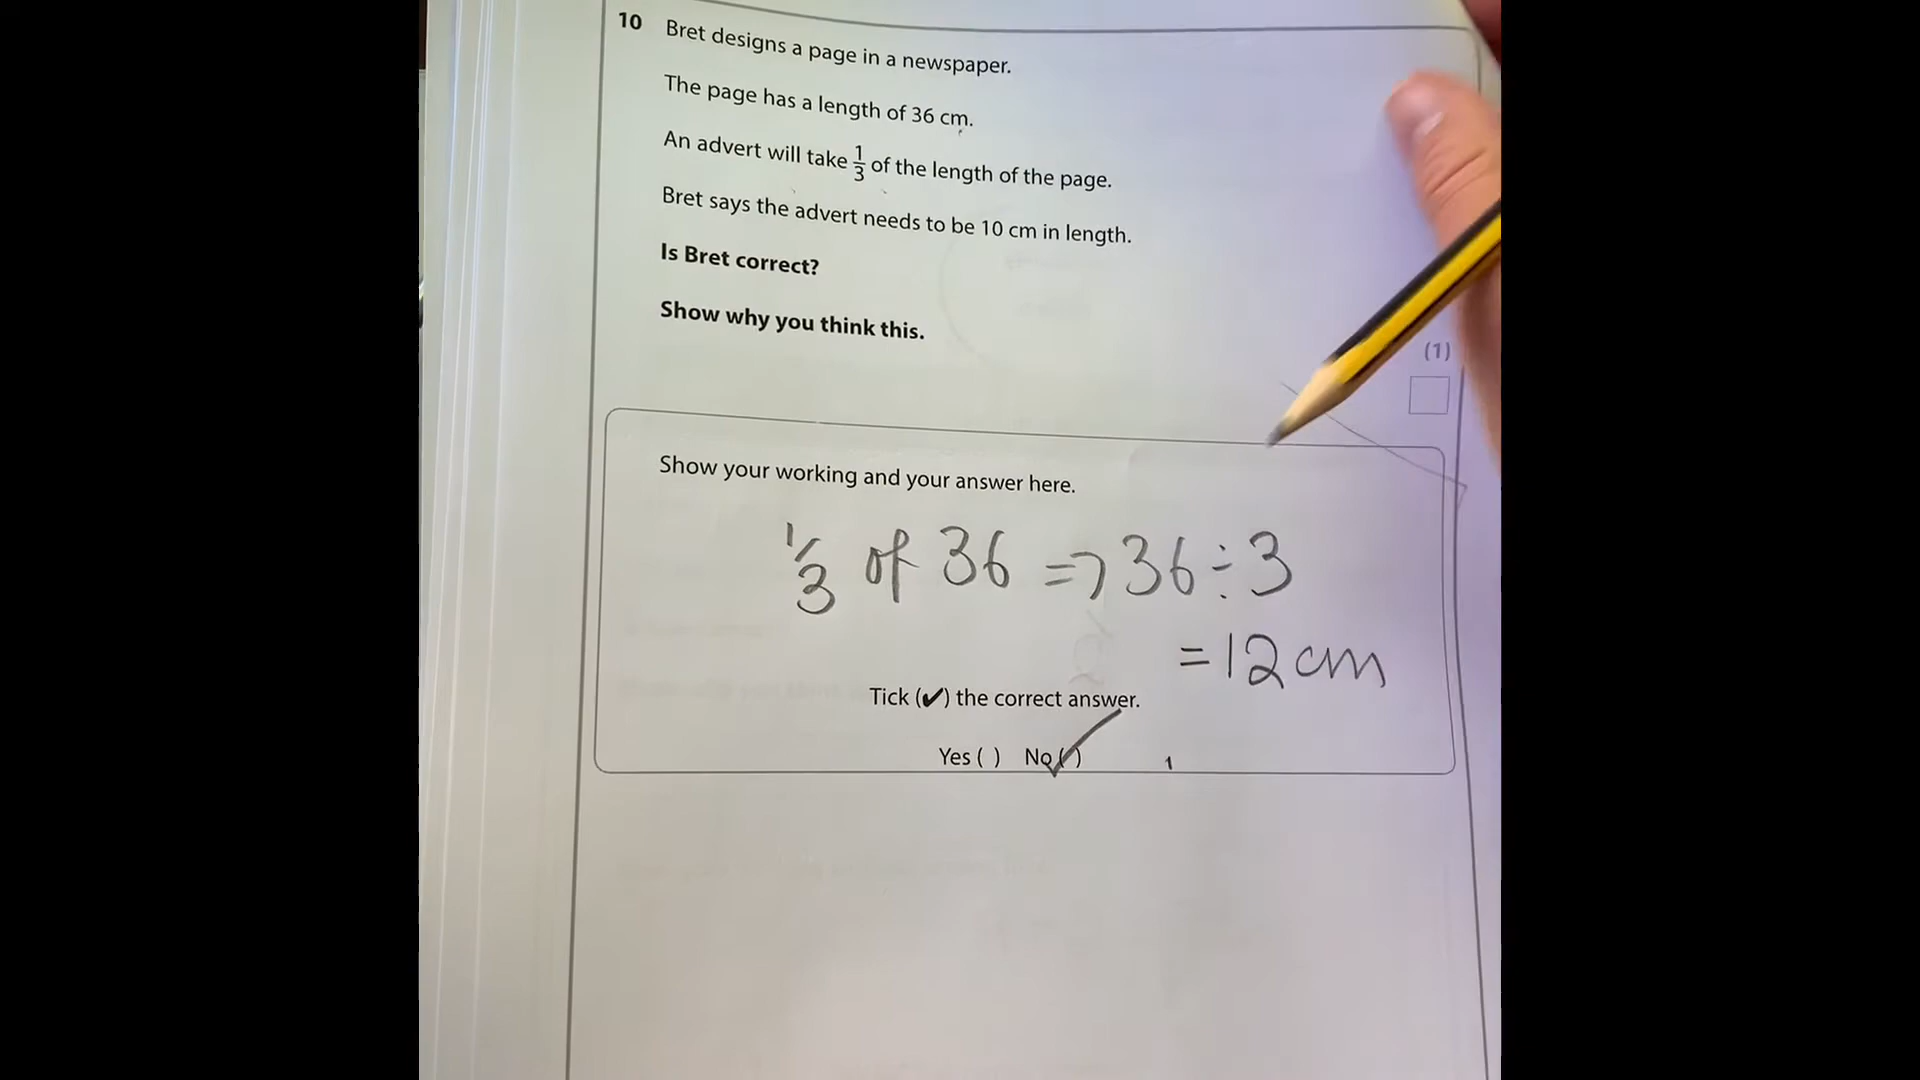 10 Bret designs a page in a newspaper.
The page has a length of 36 cm.
An advert will take 1/3 of the length of the page.
Bret says the advert needs to be 10 cm in length.
Is Bret correct?
Show why you think this.
(1)
Show your working and your answer here.
1/3 of 36 => 36 ÷ 3
= 12 cm
Tick (✔) the correct answer.
Yes ( ) No (✓)